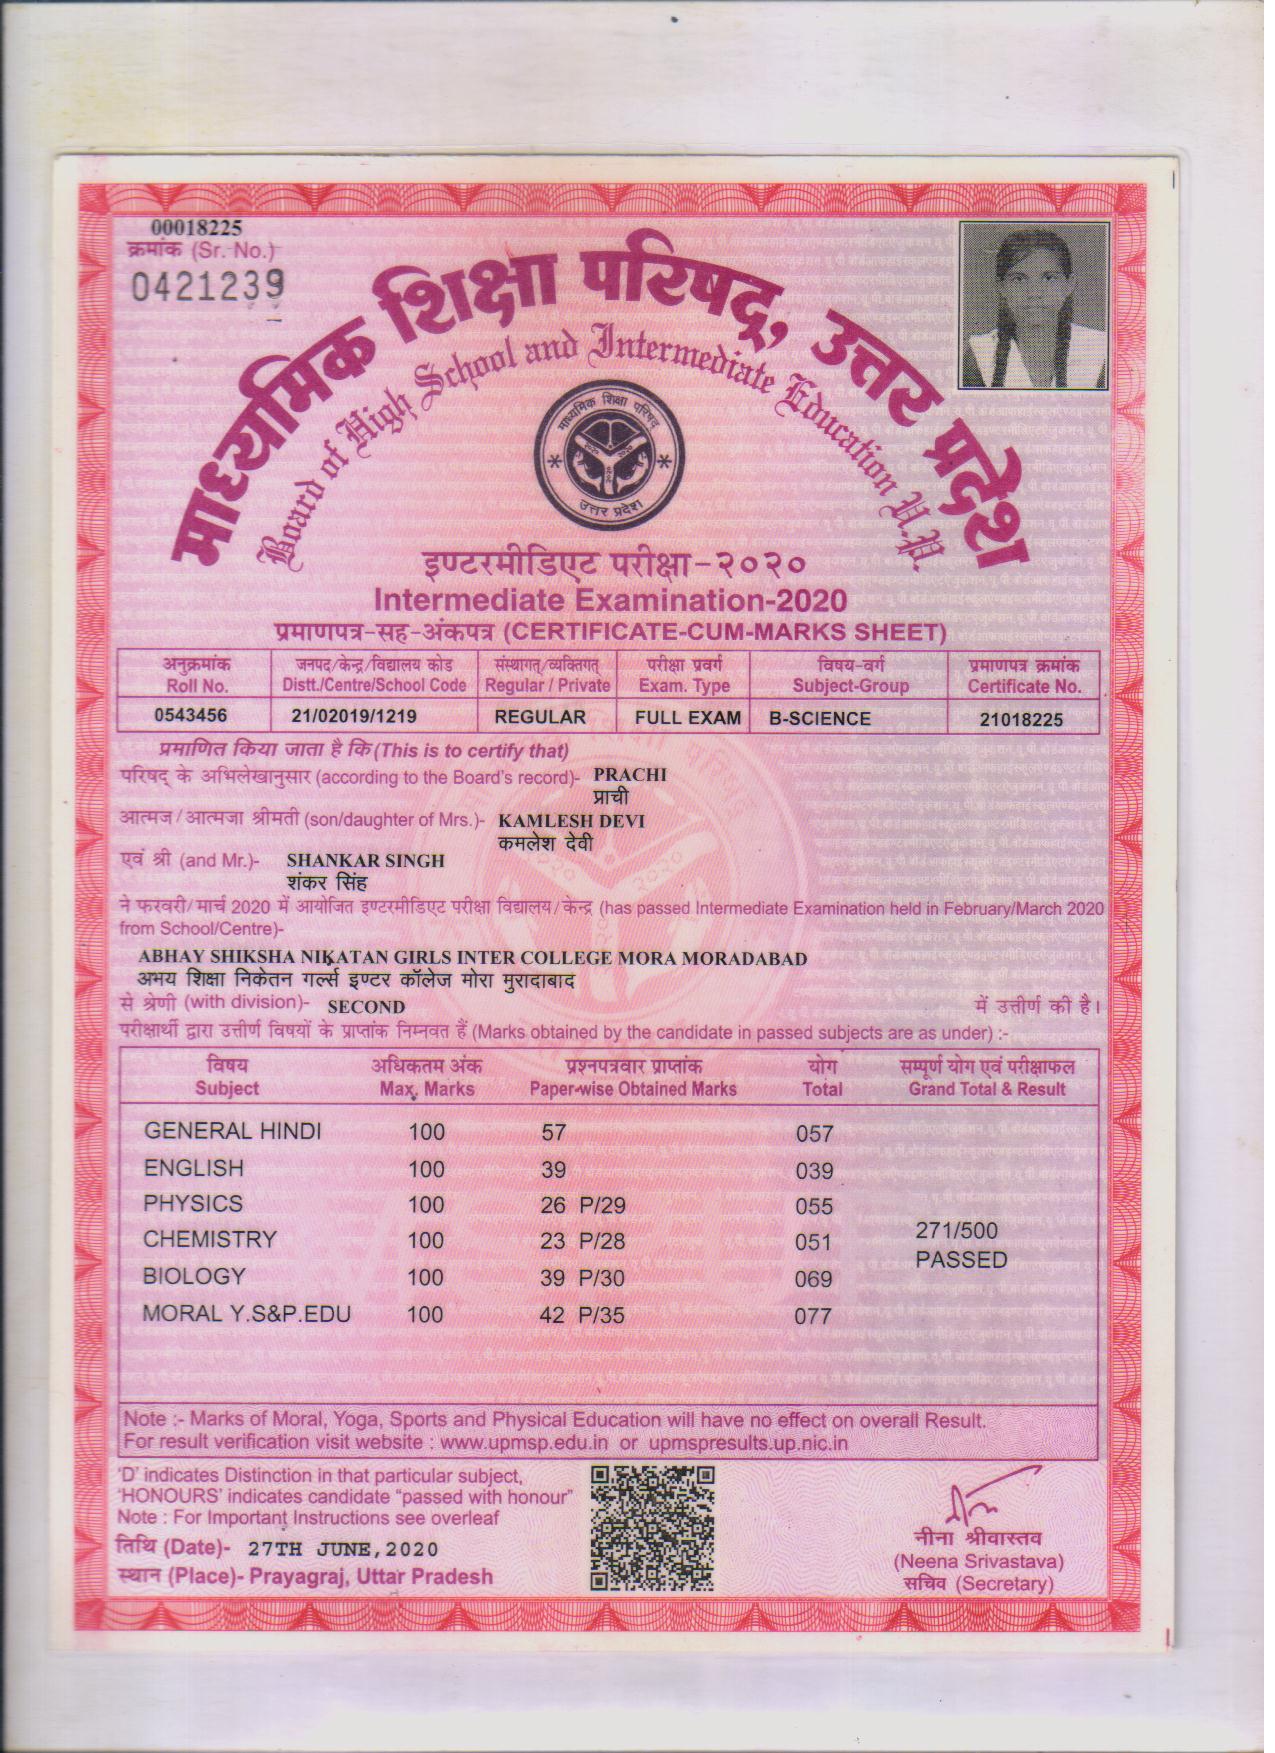 00018225
क्रमांक (Sr. No.)
0421239
माध्यमिक शिक्षा परिषद्, उत्तर प्रदेश
Board of High School and Intermediate Education U.P.
माध्यमिक शिक्षा परिषद
उत्तर प्रदेश
इण्टरमीडिएट परीक्षा-२०२०
Intermediate Examination-2020
प्रमाणपत्र-सह-अंकपत्र (CERTIFICATE-CUM-MARKS SHEET)
अनुक्रमांक जनपद/केन्द्र/विद्यालय कोड संस्थागत्/व्यक्तिगत् परीक्षा प्रवर्ग विषय-वर्ग प्रमाणपत्र क्रमांक
Roll No. Distt./Centre/School Code Regular / Private Exam. Type Subject-Group Certificate No.
0543456 21/02019/1219 REGULAR FULL EXAM B-SCIENCE 21018225
प्रमाणित किया जाता है कि (This is to certify that)
परिषद् के अभिलेखानुसार (according to the Board's record)- PRACHI
प्राची
आत्मज/आत्मजा श्रीमती (son/daughter of Mrs.)- KAMLESH DEVI
कमलेश देवी
एवं श्री (and Mr.)- SHANKAR SINGH
शंकर सिंह
ने फरवरी/मार्च 2020 में आयोजित इण्टरमीडिएट परीक्षा विद्यालय/केन्द्र (has passed Intermediate Examination held in February/March 2020
from School/Centre)-
ABHAY SHIKSHA NIKATAN GIRLS INTER COLLEGE MORA MORADABAD
अभय शिक्षा निकेतन गर्ल्स इण्टर कॉलेज मोरा मुरादाबाद
से श्रेणी (with division)- SECOND में उत्तीर्ण की है।
परीक्षार्थी द्वारा उत्तीर्ण विषयों के प्राप्तांक निम्नवत हैं (Marks obtained by the candidate in passed subjects are as under) :-
विषय अधिकतम अंक प्रश्नपत्रवार प्राप्तांक योग सम्पूर्ण योग एवं परीक्षाफल
Subject Max. Marks Paper-wise Obtained Marks Total Grand Total & Result
GENERAL HINDI 100 57 057
ENGLISH 100 39 039
PHYSICS 100 26 P/29 055
271/500
CHEMISTRY 100 23 P/28 051
PASSED
BIOLOGY 100 39 P/30 069
MORAL Y.S&P.EDU 100 42 P/35 077
Note :- Marks of Moral, Yoga, Sports and Physical Education will have no effect on overall Result.
For result verification visit website : www.upmsp.edu.in or upmspresults.up.nic.in
'D' indicates Distinction in that particular subject,
'HONOURS' indicates candidate "passed with honour"
Note : For Important Instructions see overleaf
तिथि (Date)- 27TH JUNE,2020
स्थान (Place)- Prayagraj, Uttar Pradesh
नीना श्रीवास्तव
(Neena Srivastava)
सचिव (Secretary)